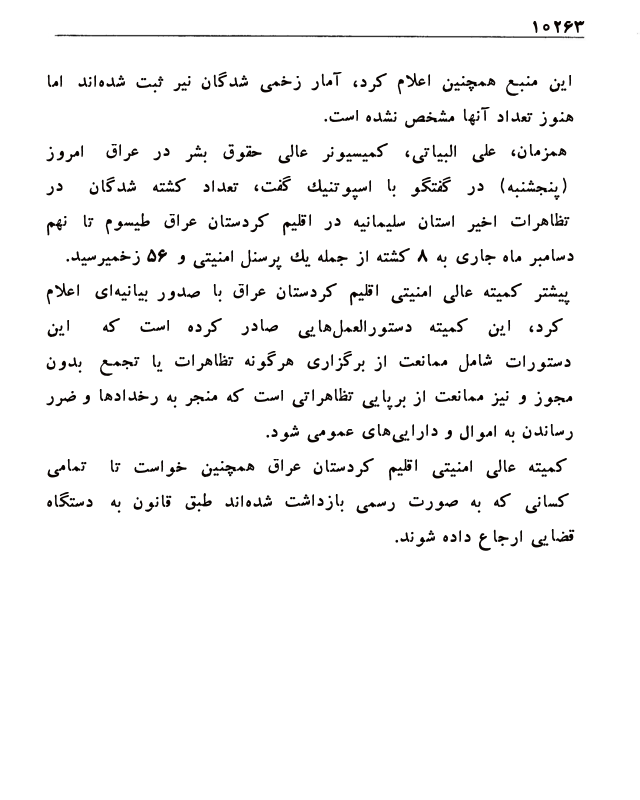 ۱۰۲۶۳
این منبع همچنین اعلام کرد، آمار زخمی شدگان نیر ثبت شده‌اند اما
هنوز تعداد آنها مشخص نشده است.
همزمان، علی البیاتی، کمیسیونر عالی حقوق بشر در عراق امروز
(پنجشنبه) در گفتگو با اسپوتنیك گفت، تعداد کشته شدگان در
تظاهرات اخیر استان سلیمانیه در اقلیم کردستان عراق طیسوم تا نهم
دسامبر ماه جاری به ۸ کشته از جمله یك پرسنل امنیتی و ۵۶ زخمیرسید.
پیشتر کمیته عالی امنیتی اقلیم کردستان عراق با صدور بیانیه‌ای اعلام
کرد، این کمیته دستورالعمل‌هایی صادر کرده است که این
دستورات شامل ممانعت از برگزاری هرگونه تظاهرات یا تجمع بدون
مجوز و نیز ممانعت از برپایی تظاهراتی است که منجر به رخدادها و ضرر
رساندن به اموال و دارایی‌های عمومی شود.
کمیته عالی امنیتی اقلیم کردستان عراق همچنین خواست تا تمامی
کسانی که به صورت رسمی بازداشت شده‌اند طبق قانون به دستگاه
قضایی ارجاع داده شوند.